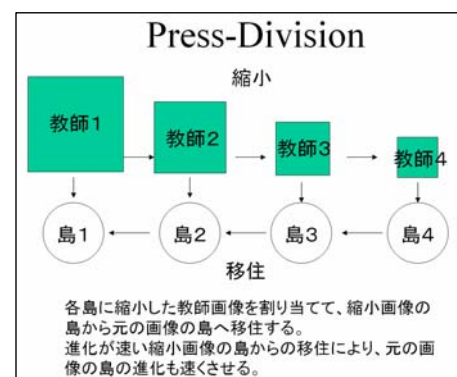 Press-Division
縮小
教師1
教師2
教師3
教師4
島1
島2
島3
島4
移住
各島に縮小した教師画像を割り当てて、縮小画像の
島から元の画像の島へ移住する。
進化が速い縮小画像の島からの移住により、元の画
像の島の進化も速くさせる。